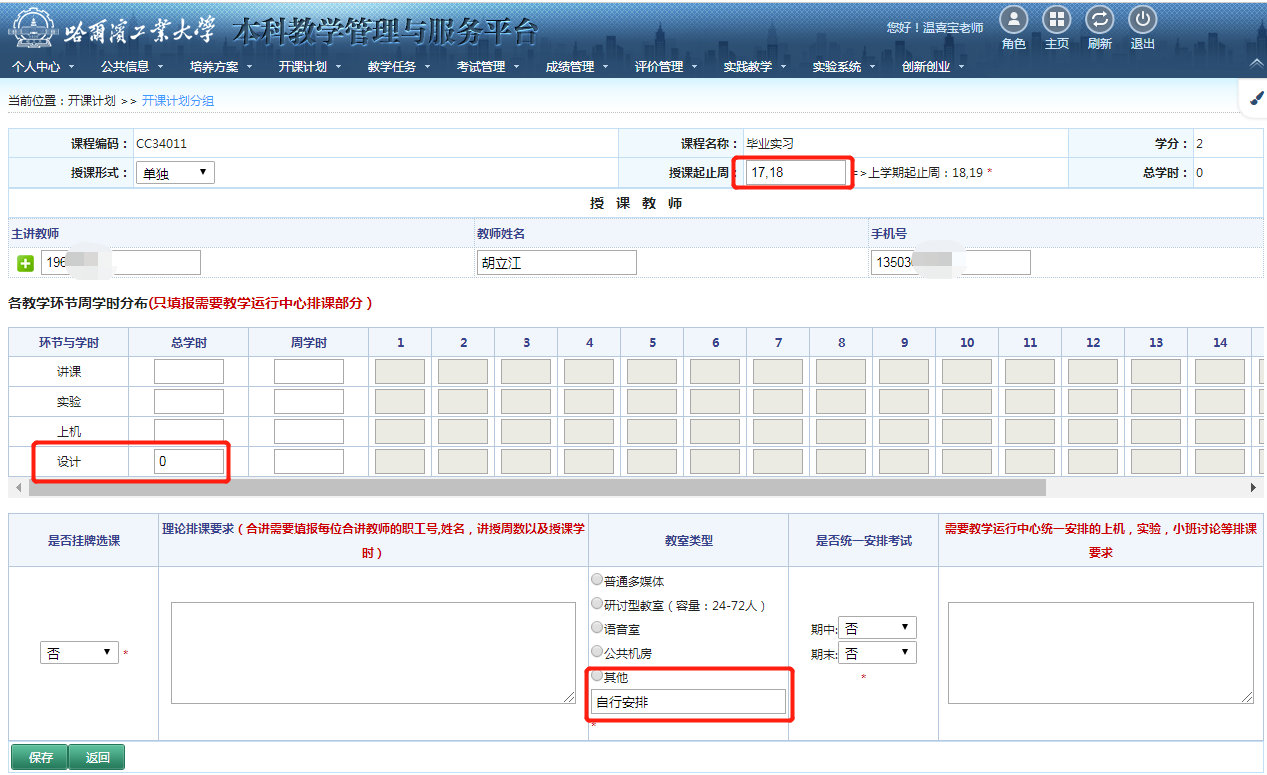 哈尔滨工业大学 本科教学管理与服务平台
您好！温喜宝老师 角色 主页 刷新 退出
个人中心 公共信息 培养方案 开课计划 教学任务 考试管理 成绩管理 评价管理 实践教学 实验系统 创新创业
当前位置：开课计划 >> 开课计划分组
课程编码： CC34011 课程名称： 毕业实习 学分： 2
授课形式： 单独 授课起止周： 17,18 =>上学期起止周：18,19 * 总学时： 0
授 课 教 师
主讲教师 教师姓名 手机号
196 胡立江 13503
各教学环节周学时分布(只填报需要教学运行中心排课部分）
环节与学时 总学时 周学时 1 2 3 4 5 6 7 8 9 10 11 12 13 14
讲课
实验
上机
设计 0
是否挂牌选课 理论排课要求（合讲需要填报每位合讲教师的职工号,姓名，讲授周数以及授课学时） 教室类型 是否统一安排考试 需要教学运行中心统一安排的上机，实验，小班讨论等排课要求
普通多媒体
研讨型教室（容量：24-72人）
语音室 期中: 否
否 * 公共机房 期末: 否
其他 *
自行安排
*
保存 返回